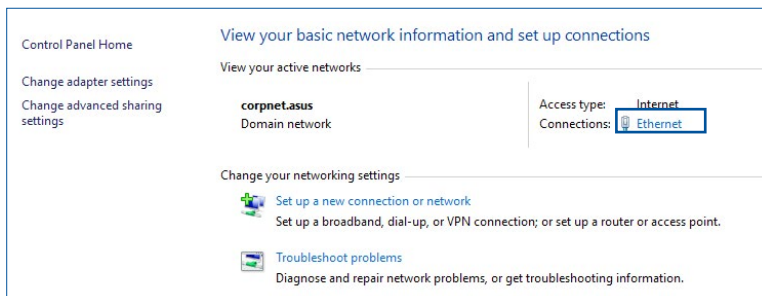 Control Panel Home
Change adapter settings
Change advanced sharing
settings
View your basic network information and set up connections
View your active networks
corpnet.asus
Domain network
Access type: Internet
Connections: Ethernet
Change your networking settings
Set up a new connection or network
Set up a broadband, dial-up, or VPN connection; or set up a router or access point.
Troubleshoot problems
Diagnose and repair network problems, or get troubleshooting information.